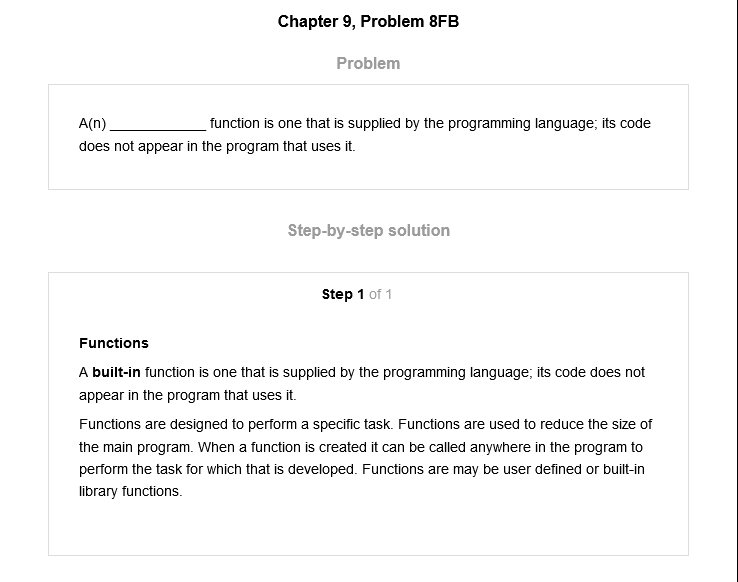 Chapter 9, Problem 8FB
Problem
A(n) ____________ function is one that is supplied by the programming language; its code
does not appear in the program that uses it.
Step-by-step solution
Step 1 of 1
Functions
A built-in function is one that is supplied by the programming language; its code does not
appear in the program that uses it.
Functions are designed to perform a specific task. Functions are used to reduce the size of
the main program. When a function is created it can be called anywhere in the program to
perform the task for which that is developed. Functions are may be user defined or built-in
library functions.